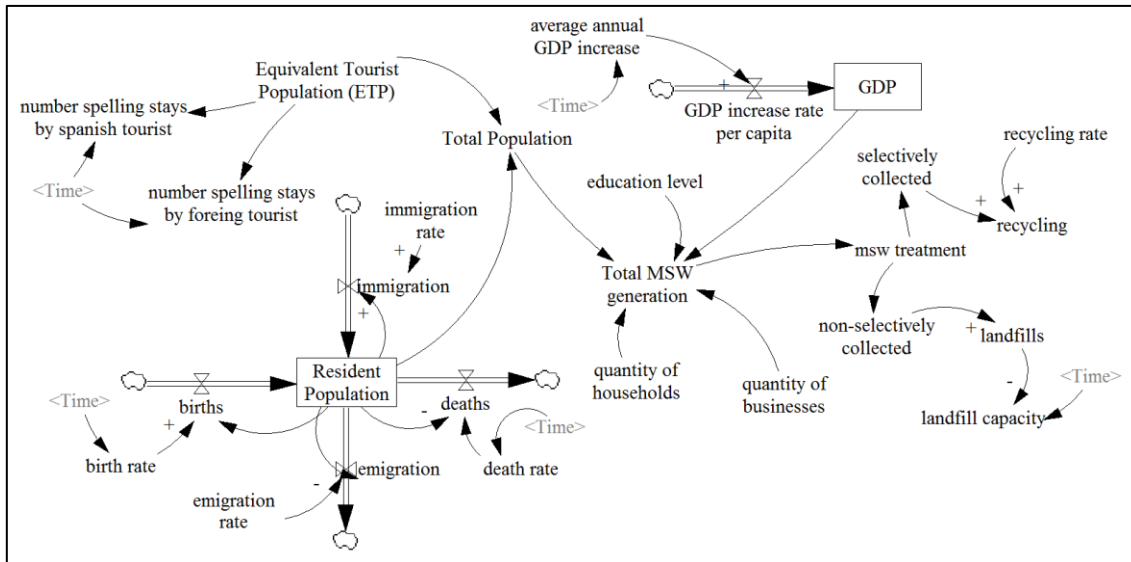 average annual
GDP increase
Equivalent Tourist
Population (ETP)
number spelling stays
by spanish tourist
<Time>
+
GDP
GDP increase rate
per capita
Total Population
selectively
collected
recycling rate
<Time>
number spelling stays
by foreing tourist
education level
+
+
recycling
immigration
rate
+
immigration
+
msw treatment
Total MSW
generation
non-selectively
collected
+
landfills
Resident
Population
quantity of
households
quantity of
businesses
-
<Time>
landfill capacity
<Time>
births
+
birth rate
-
deaths
<Time>
death rate
emigration
-
emigration
rate